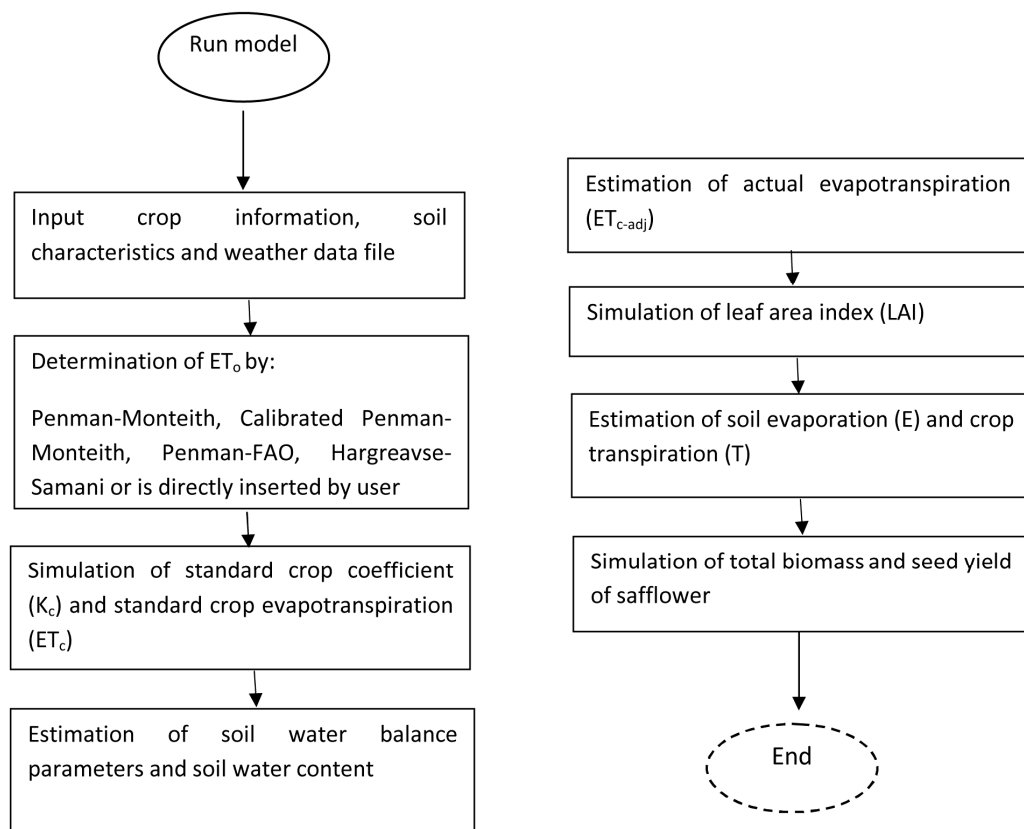 Run model
Input crop information, soil
characteristics and weather data file
Determination of ETo by:
Penman-Monteith, Calibrated Penman-
Monteith, Penman-FAO, Hargreavse-
Samani or is directly inserted by user
Simulation of standard crop coefficient
(Kc) and standard crop evapotranspiration
(ETc)
Estimation of soil water balance
parameters and soil water content
Estimation of actual evapotranspiration
(ETc-adj)
Simulation of leaf area index (LAI)
Estimation of soil evaporation (E) and crop
transpiration (T)
Simulation of total biomass and seed yield
of safflower
End